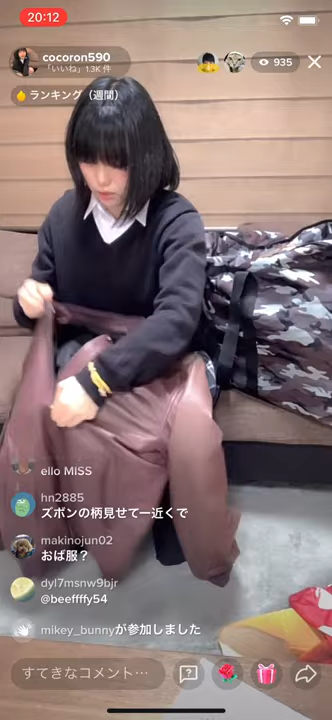 20:12
cocoron590
「いいね」1.3K 件
935
ランキング（週間）
ello MISS
hn2885
ズボンの柄見せてー近くで
makinojun02
おば服？
dyl7msnw9bjr
@beeffffy54
mikey_bunnyが参加しました
すてきなコメント…